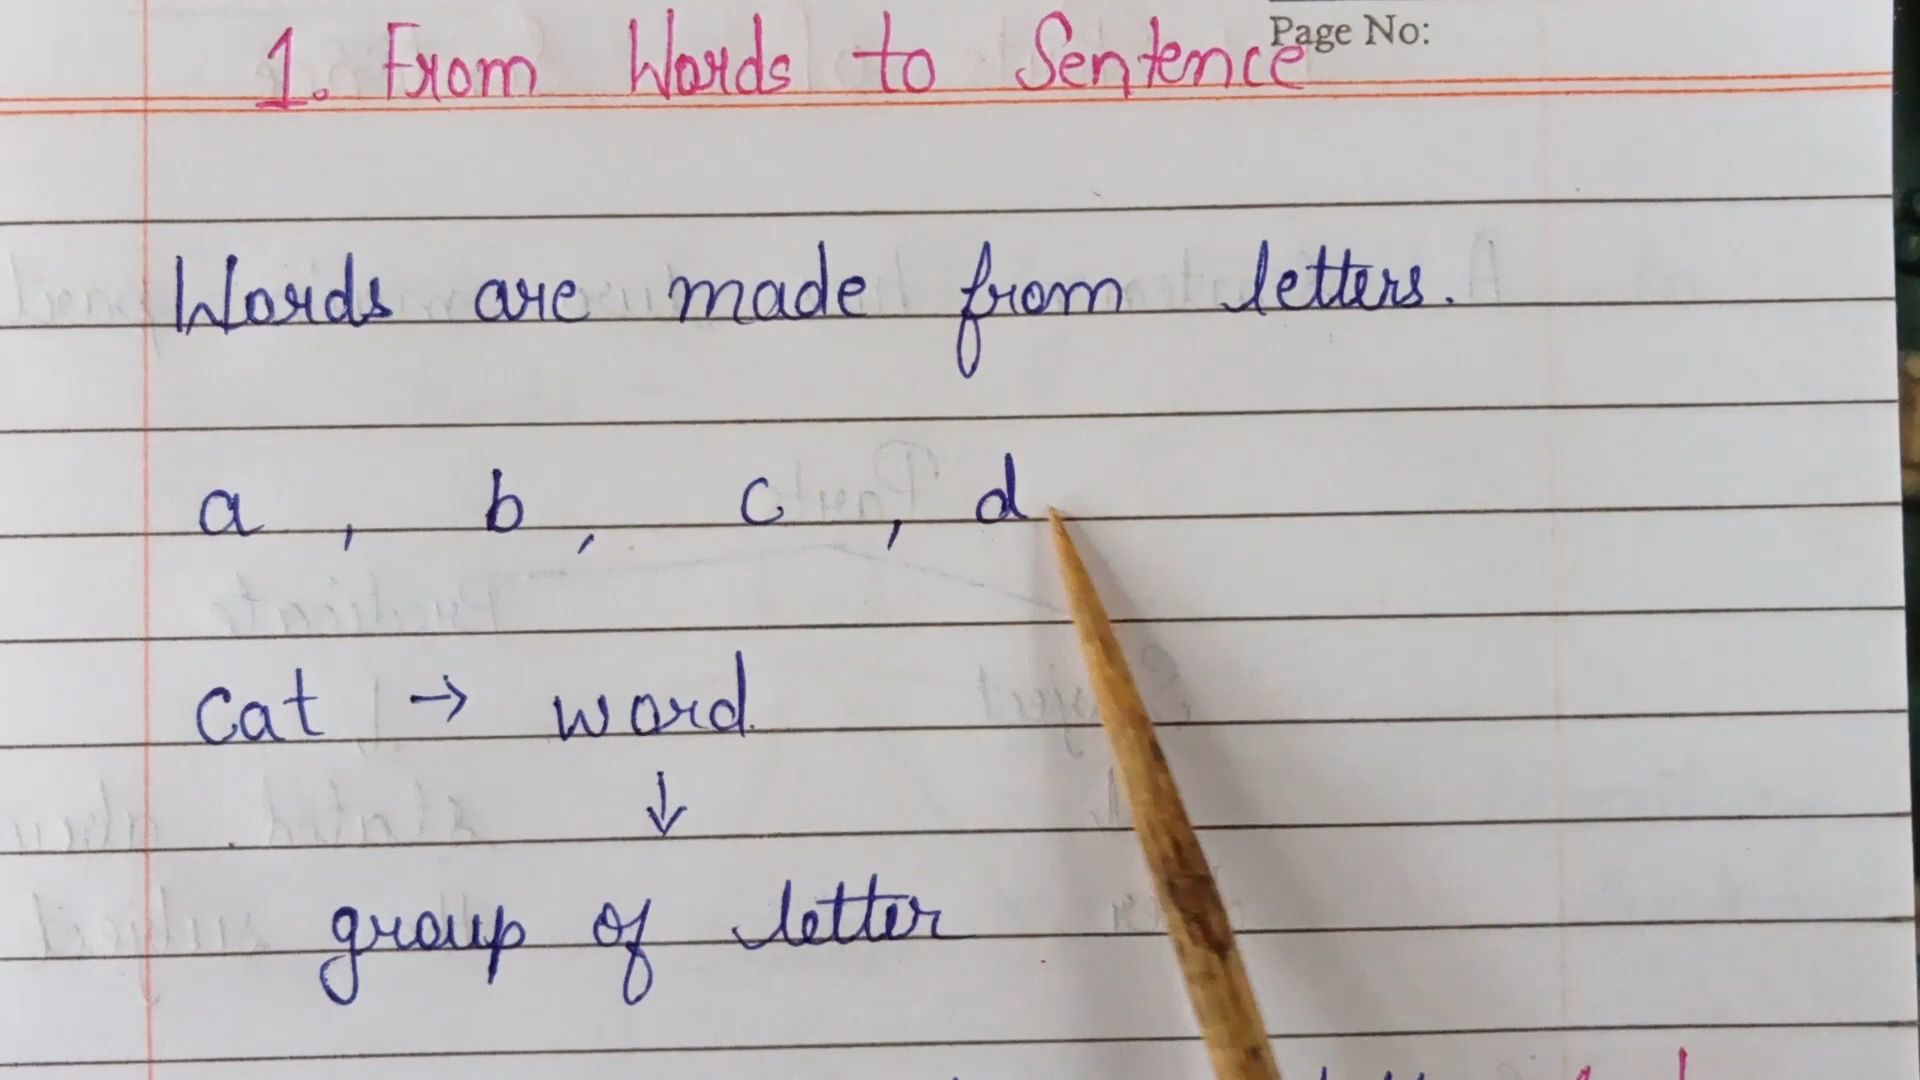 Page No:
1. From Words to Sentence
Words are made from letters.
a , b , c , d
cat → word
↓
group of letter